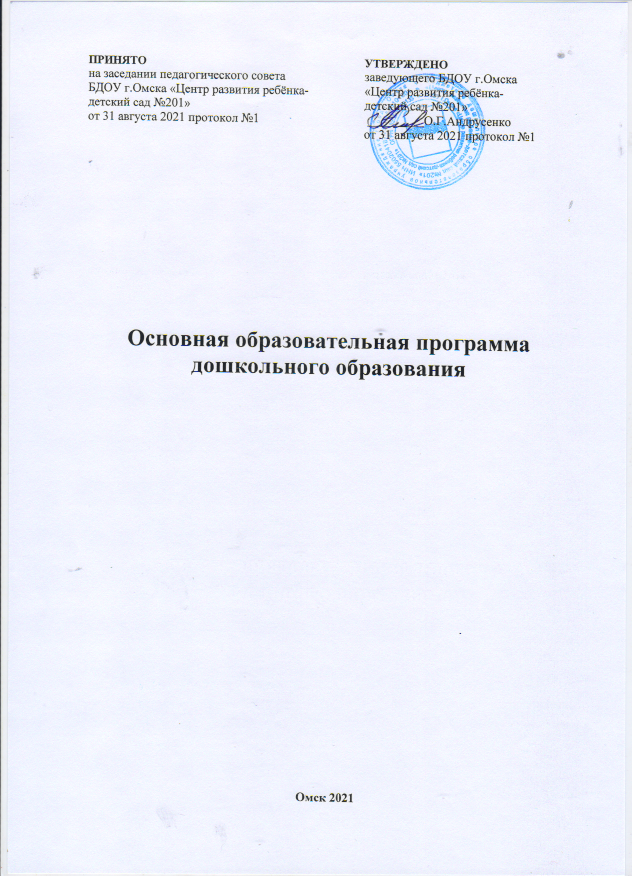 ПРИНЯТО
на заседании педагогического совета
БДОУ г.Омска «Центр развития ребёнка-
детский сад №201»
от 31 августа 2021 протокол №1
УТВЕРЖДЕНО
заведующего БДОУ г.Омска
«Центр развития ребёнка-
детский сад №201»
О.Г.Андрусенко
от 31 августа 2021 протокол №1
Основная образовательная программа
дошкольного образования
Омск 2021